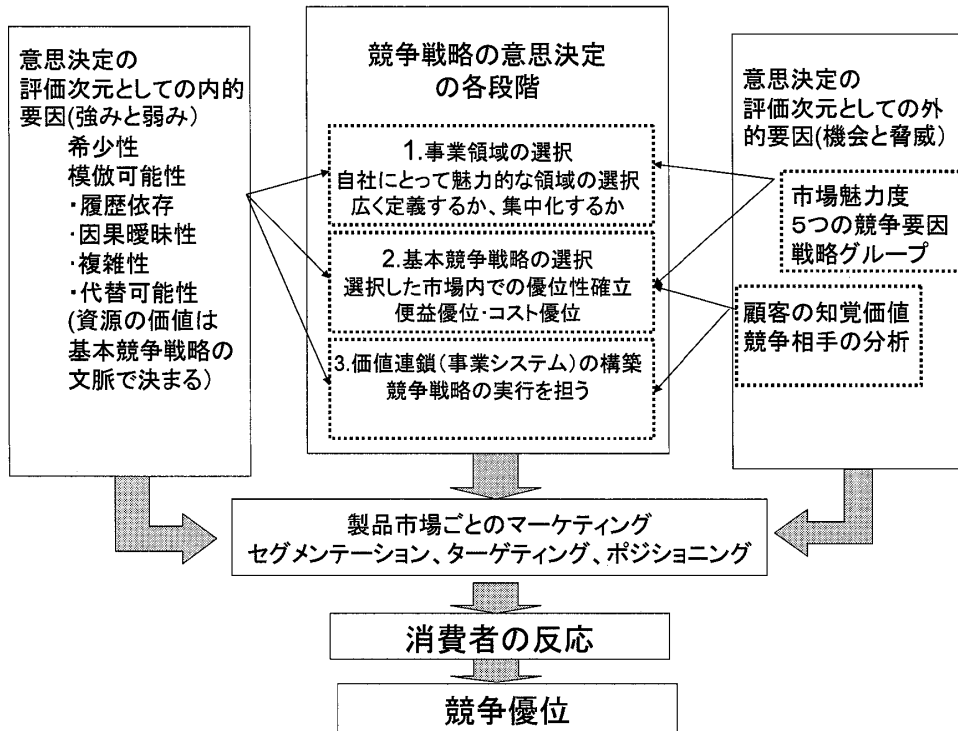 意思決定の
評価次元としての内的
要因(強みと弱み)
希少性
模倣可能性
・履歴依存
・因果曖昧性
・複雑性
・代替可能性
(資源の価値は
基本競争戦略の
文脈で決まる)
競争戦略の意思決定
の各段階
1.事業領域の選択
自社にとって魅力的な領域の選択
広く定義するか、集中化するか
2.基本競争戦略の選択
選択した市場内での優位性確立
便益優位・コスト優位
3.価値連鎖(事業システム)の構築
競争戦略の実行を担う
意思決定の
評価次元としての外
的要因(機会と脅威)
市場魅力度
5つの競争要因
戦略グループ
顧客の知覚価値
競争相手の分析
製品市場ごとのマーケティング
セグメンテーション、ターゲティング、ポジショニング
消費者の反応
競争優位